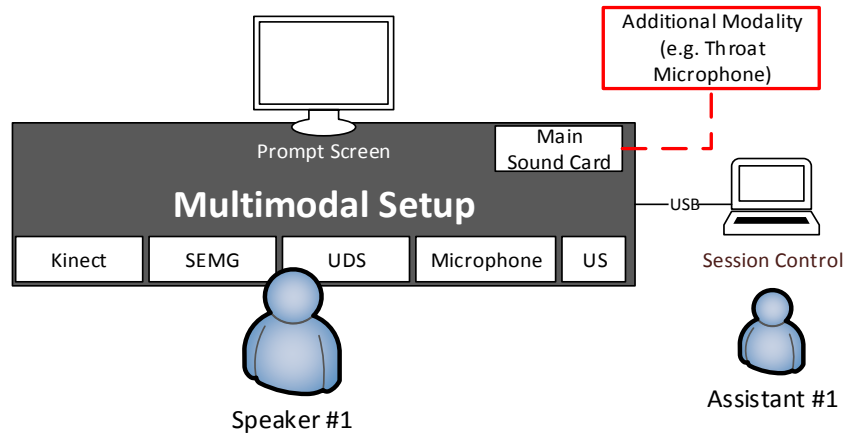 Additional Modality
(e.g. Throat
Microphone)
Prompt Screen
Main
Sound Card
Multimodal Setup
USB
Kinect
SEMG
UDS
Microphone
US
Session Control
Speaker #1
Assistant #1